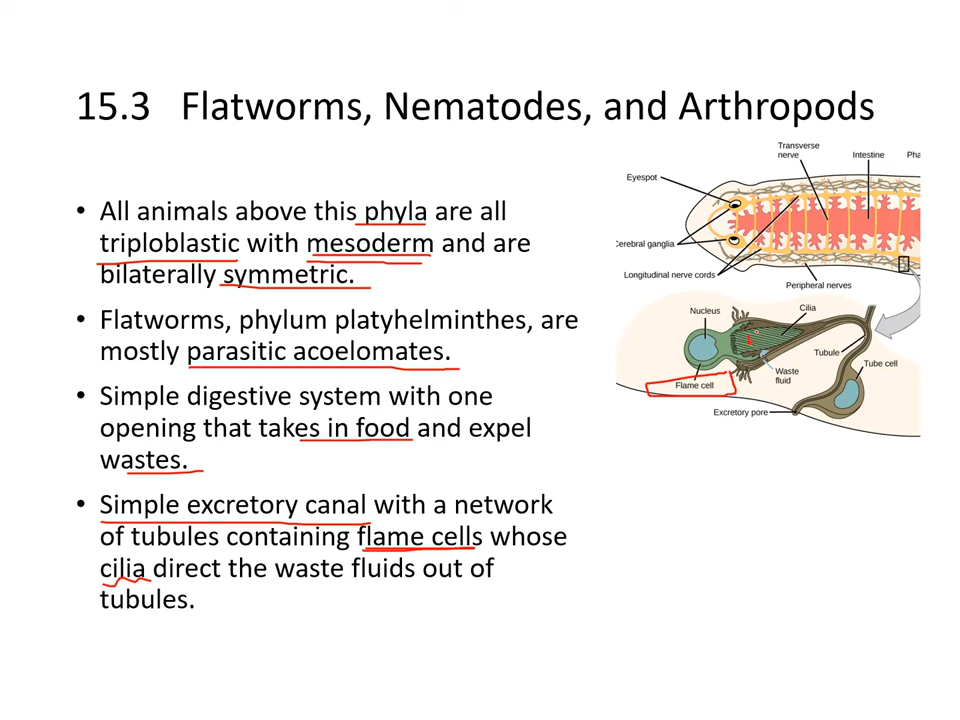 15.3 Flatworms, Nematodes, and Arthropods
• All animals above this phyla are all
triploblastic with mesoderm and are
bilaterally symmetric.
• Flatworms, phylum platyhelminthes, are
mostly parasitic acoelomates.
• Simple digestive system with one
opening that takes in food and expel
wastes.
• Simple excretory canal with a network
of tubules containing flame cells whose
cilia direct the waste fluids out of
tubules.
Transverse
nerve
Intestine
Pha
Eyespot
Cerebral ganglia
Longitudinal nerve cords
Peripheral nerves
Nucleus
Cilia
Tubule
Tube cell
Waste
fluid
Flame cell
Excretory pore